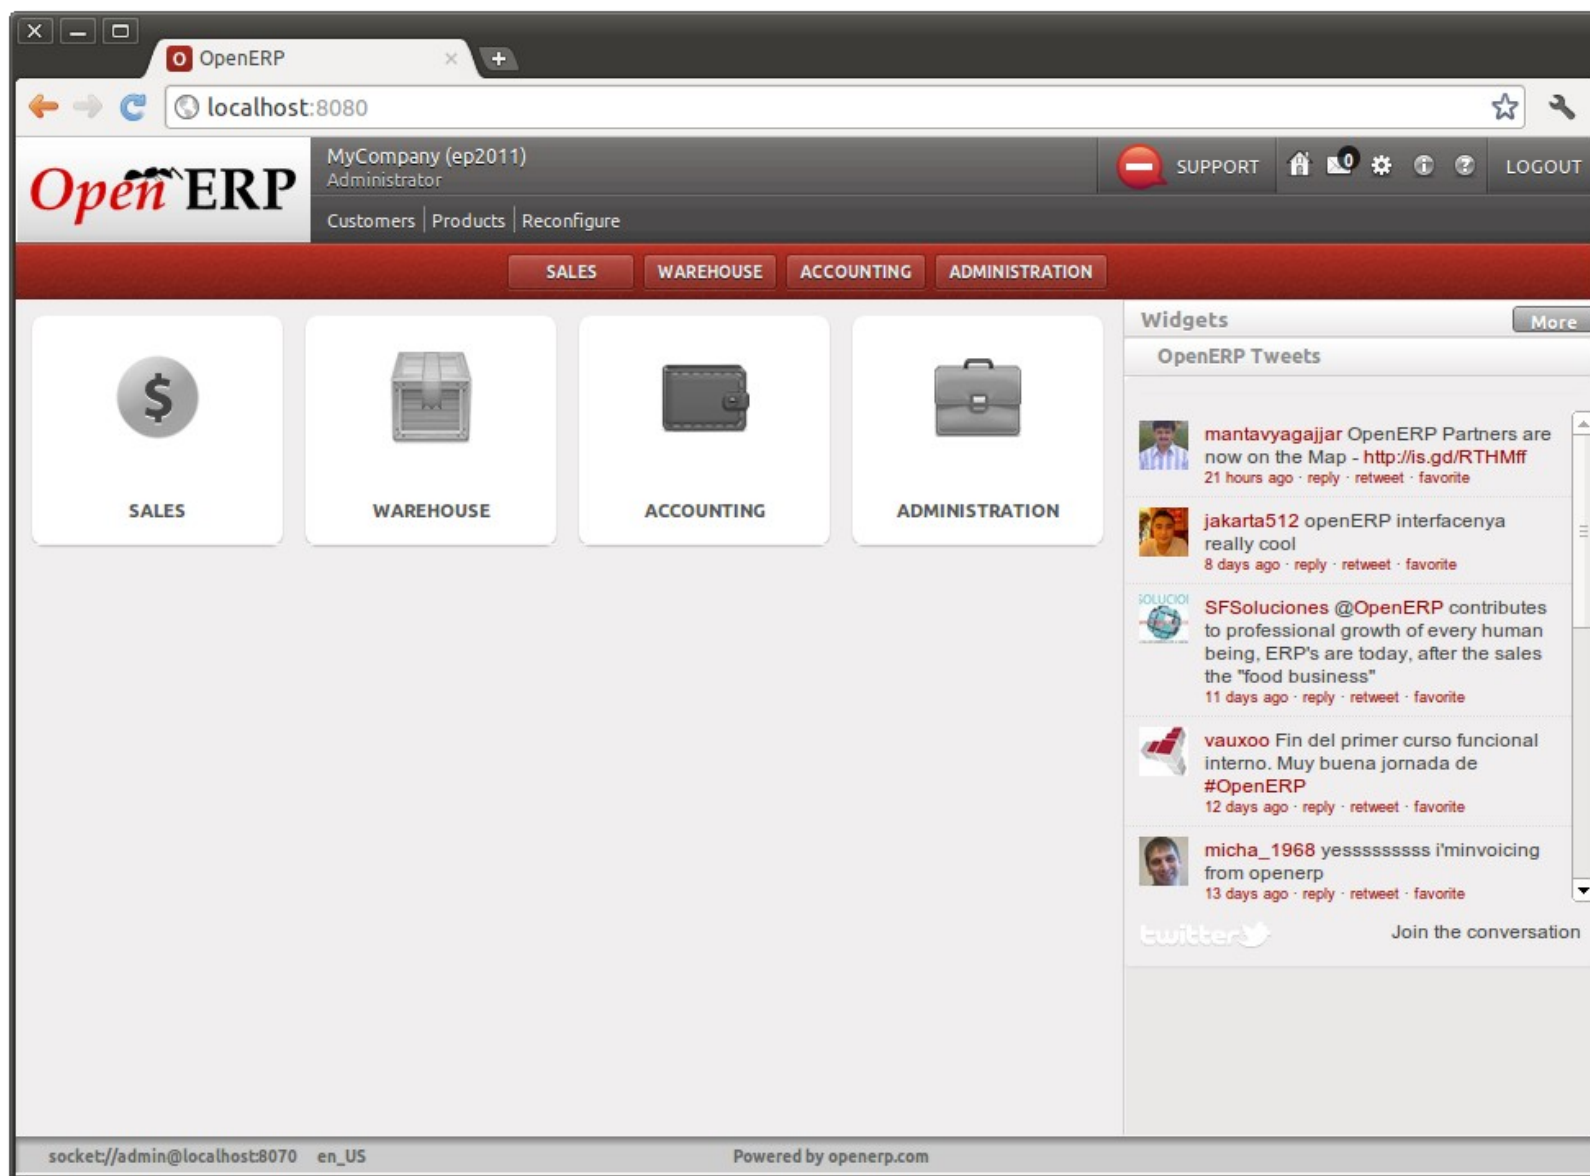 OpenERP
localhost:8080
Open ERP
MyCompany (ep2011)
Administrator
SUPPORT
0
LOGOUT
Customers Products Reconfigure
SALES WAREHOUSE ACCOUNTING ADMINISTRATION
SALES
WAREHOUSE
ACCOUNTING
ADMINISTRATION
Widgets
More
OpenERP Tweets
mantavyagajjar OpenERP Partners are
now on the Map - http://is.gd/RTHMff
21 hours ago · reply · retweet · favorite
jakarta512 openERP interfacenya
really cool
8 days ago · reply · retweet · favorite
SFSoluciones @OpenERP contributes
to professional growth of every human
being, ERP's are today, after the sales
the "food business"
11 days ago · reply · retweet · favorite
vauxoo Fin del primer curso funcional
interno. Muy buena jornada de
#OpenERP
12 days ago · reply · retweet · favorite
micha_1968 yesssssssss i'minvoicing
from openerp
13 days ago · reply · retweet · favorite
twitter
Join the conversation
socket://admin@localhost:8070 en_US
Powered by openerp.com